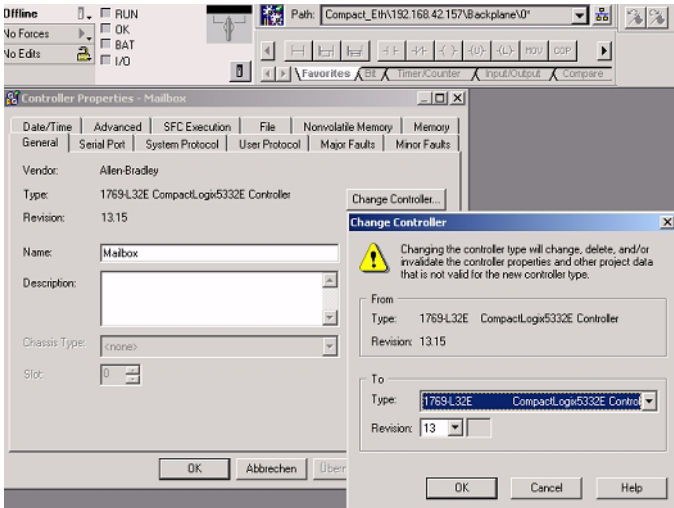 Offline
RUN
No Forces
OK
No Edits
BAT
I/O
Path: Compact_Eth\192.168.42.157\Backplane\0*
MOV COP
Favorites Bit Timer/Counter Input/Output Compare
Controller Properties - Mailbox
Date/Time Advanced SFC Execution File Nonvolatile Memory Memory
General Serial Port System Protocol User Protocol Major Faults Minor Faults
Vendor: Allen-Bradley
Type: 1769-L32E CompactLogix5332E Controller
Change Controller...
Revision: 13.15
Name: Mailbox
Description:
Chassis Type: <none>
Slot: 0
OK Abbrechen
Change Controller
Changing the controller type will change, delete, and/or
invalidate the controller properties and other project data
that is not valid for the new controller type.
From
Type: 1769-L32E CompactLogix5332E Controller
Revision: 13.15
To
Type: 1769-L32E CompactLogix5332E Control
Revision: 13
OK Cancel Help